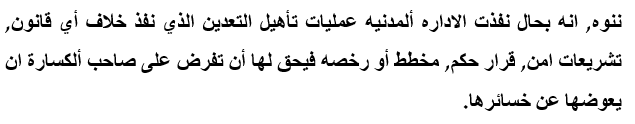 ننوه, انه بحال نفذت الاداره ألمدنيه عمليات تأهيل التعدين الذي نفذ خلاف أي قانون,
تشريعات امن, قرار حكم, مخطط أو رخصه فيحق لها أن تفرض على صاحب ألكسارة ان
يعوضها عن خسائرها.